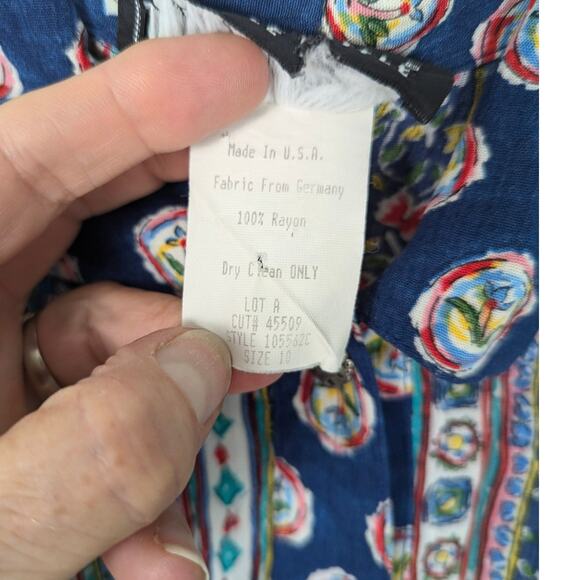 Made In U.S.A.
Fabric From Germany
100% Rayon
Dry Clean ONLY
LOT A
CUT# 45509
STYLE 105562C
SIZE 10